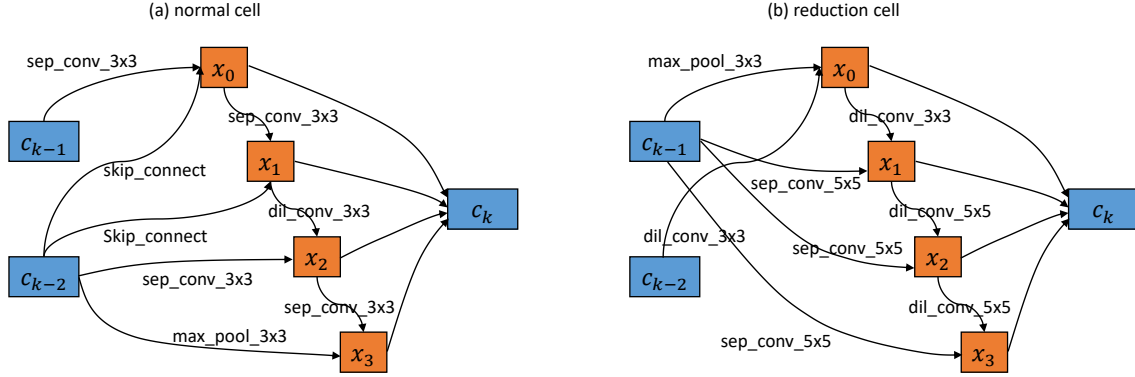 (a) normal cell
sep_conv_3x3
x₀
sep_conv_3x3
cₖ₋₁
x₁
skip_connect
cₖ
dil_conv_3x3
Skip_connect
x₂
cₖ₋₂
sep_conv_3x3
sep_conv_3x3
max_pool_3x3
x₃
(b) reduction cell
max_pool_3x3
x₀
dil_conv_3x3
cₖ₋₁
x₁
sep_conv_5x5
cₖ
dil_conv_5x5
dil_conv_3x3
sep_conv_5x5
x₂
cₖ₋₂
dil_conv_5x5
sep_conv_5x5
x₃